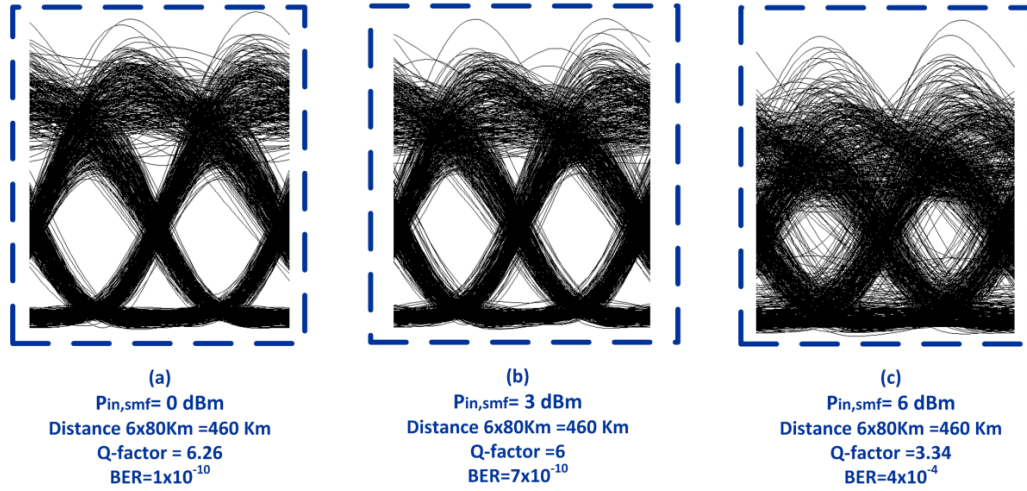 (a)
Pin,smf= 0 dBm
Distance 6x80Km =460 Km
Q-factor = 6.26
BER=1x10⁻¹⁰
(b)
Pin,smf= 3 dBm
Distance 6x80Km =460 Km
Q-factor =6
BER=7x10⁻¹⁰
(c)
Pin,smf= 6 dBm
Distance 6x80Km =460 Km
Q-factor =3.34
BER=4x10⁻⁴